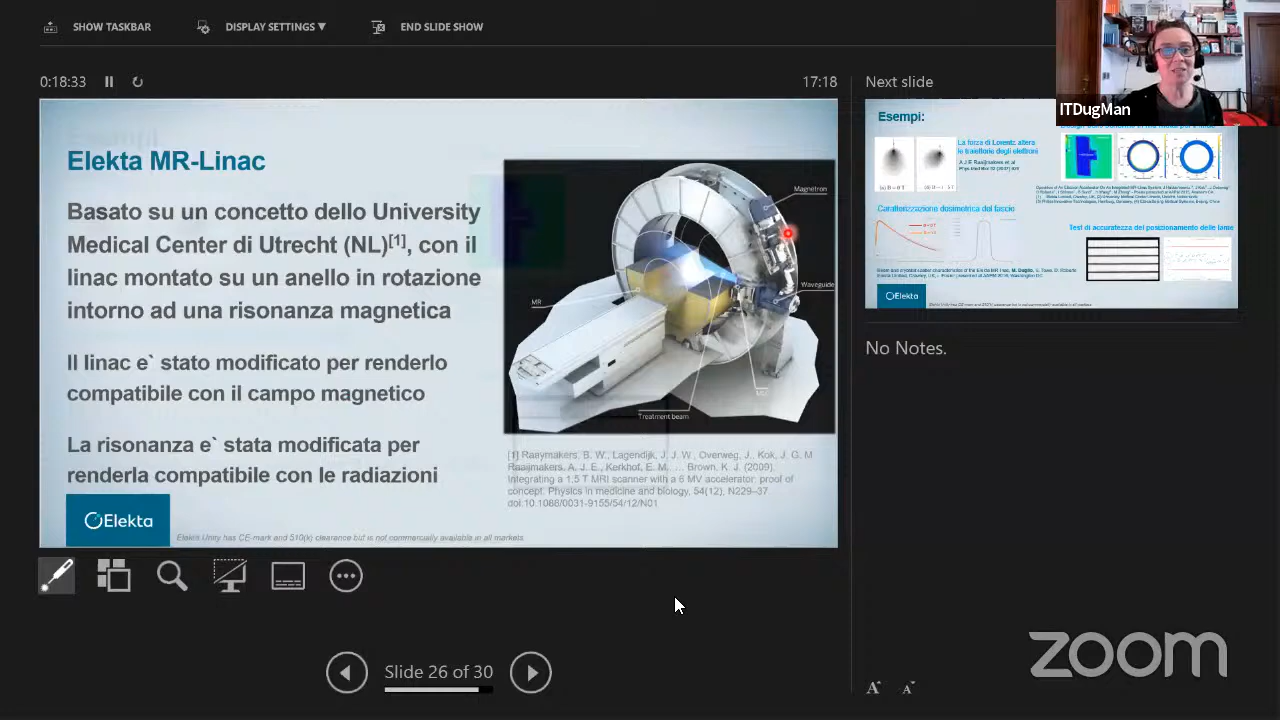 SHOW TASKBAR
DISPLAY SETTINGS ▼
END SLIDE SHOW
0:18:33
17:18
Next slide
ITDugMan
Elekta MR-Linac
Basato su un concetto dello University
Medical Center di Utrecht (NL)[1], con il
linac montato su un anello in rotazione
intorno ad una risonanza magnetica
Il linac e` stato modificato per renderlo
compatibile con il campo magnetico
La risonanza e` stata modificata per
renderla compatibile con le radiazioni
Elekta
Elekta Unity has CE-mark and 510(k) clearance but is not commercially available in all markets
Magnetron
Waveguide
MR
MLC
Treatment beam
[1] Raaymakers, B. W., Lagendijk, J. J. W., Overweg, J., Kok, J. G. M
Raaijmakers, A. J. E., Kerkhof, E. M., … Brown, K. J. (2009).
Integrating a 1.5 T MRI scanner with a 6 MV accelerator: proof of
concept. Physics in medicine and biology, 54(12), N229–37.
doi:10.1088/0031-9155/54/12/N01
Esempi:
La forza di Lorentz altera
le traiettorie degli elettroni
A.J.E. Raaijmakers et al
Caratterizzazione dosimetrica del fascio
Test di accuratezza del posizionamento delle lame
Elekta
No Notes.
Slide 26 of 30
A A
zoom